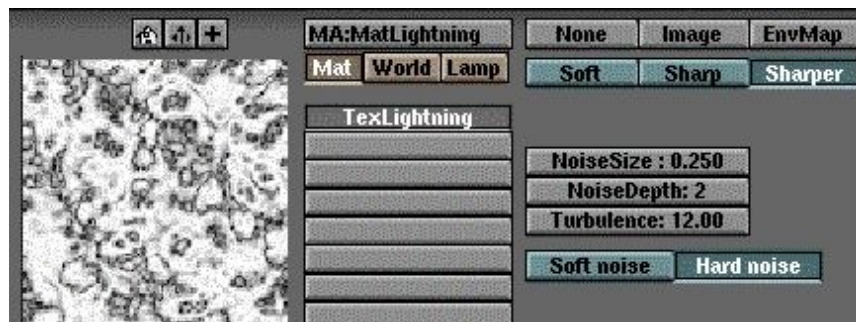 MA:MatLightning None Image EnvMap
Mat World Lamp Soft Sharp Sharper
TexLightning
NoiseSize : 0.250
NoiseDepth: 2
Turbulence: 12.00
Soft noise Hard noise